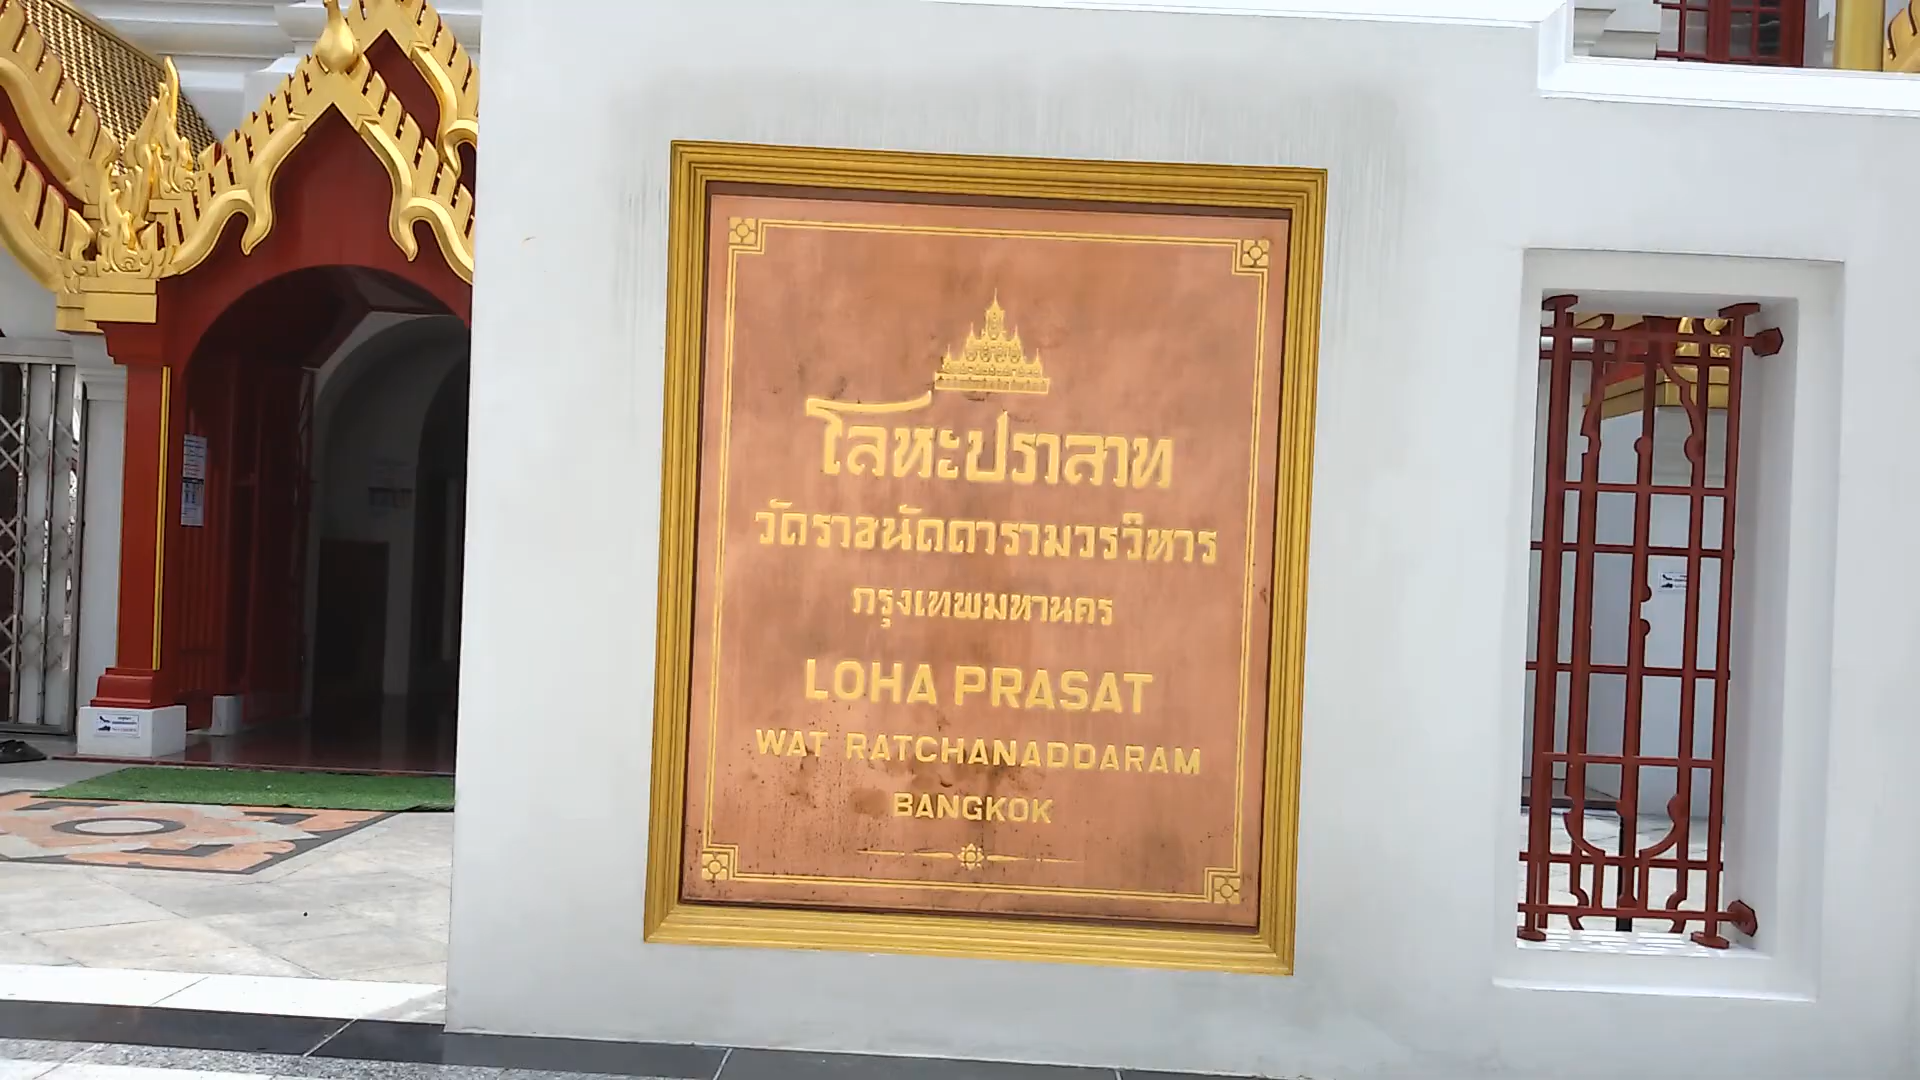 โลหะปราสาท
วัดราชนัดดารามวรวิหาร
กรุงเทพมหานคร
LOHA PRASAT
WAT RATCHANADDARAM
BANGKOK